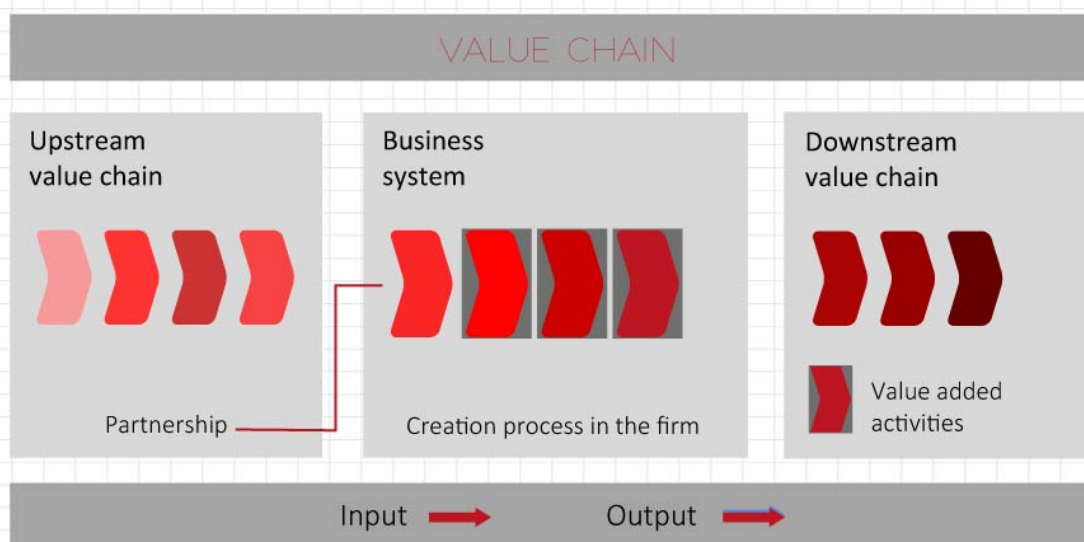 VALUE CHAIN
Upstream
value chain
Partnership
Business
system
Creation process in the firm
Downstream
value chain
Value added
activities
Input
Output